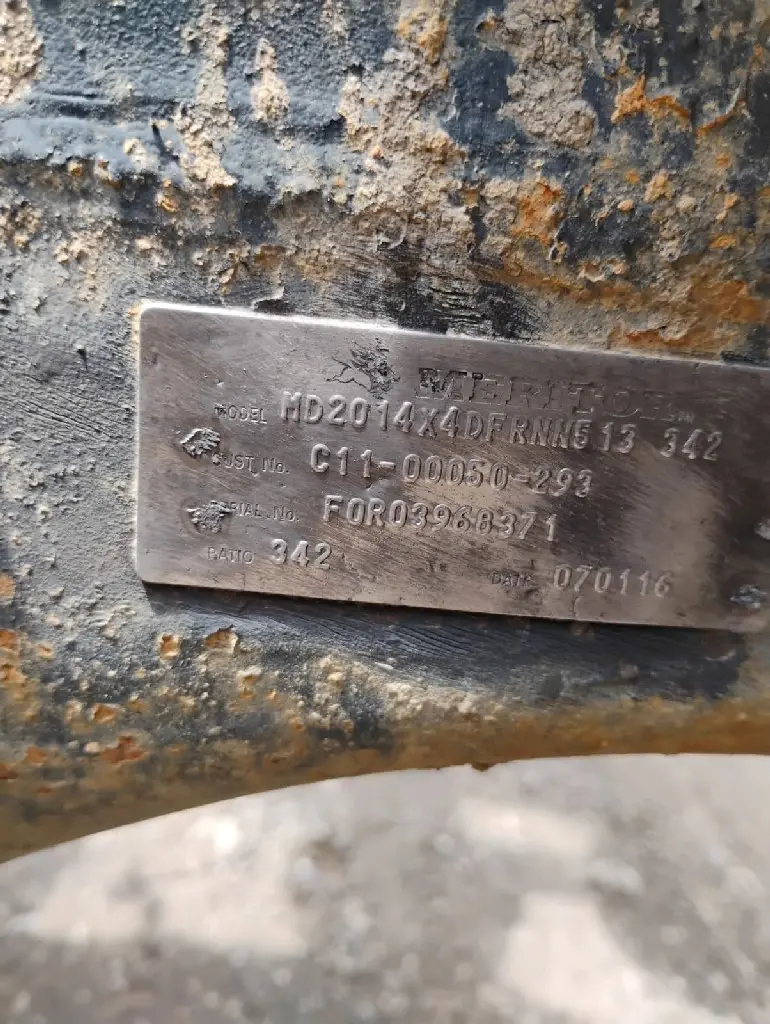 MERITOR
MODEL MD2014X4DFRNN513 342
CUST. No. C11-00050-293
SERIAL No. FOR03968371
RATIO 342 DATE 070116